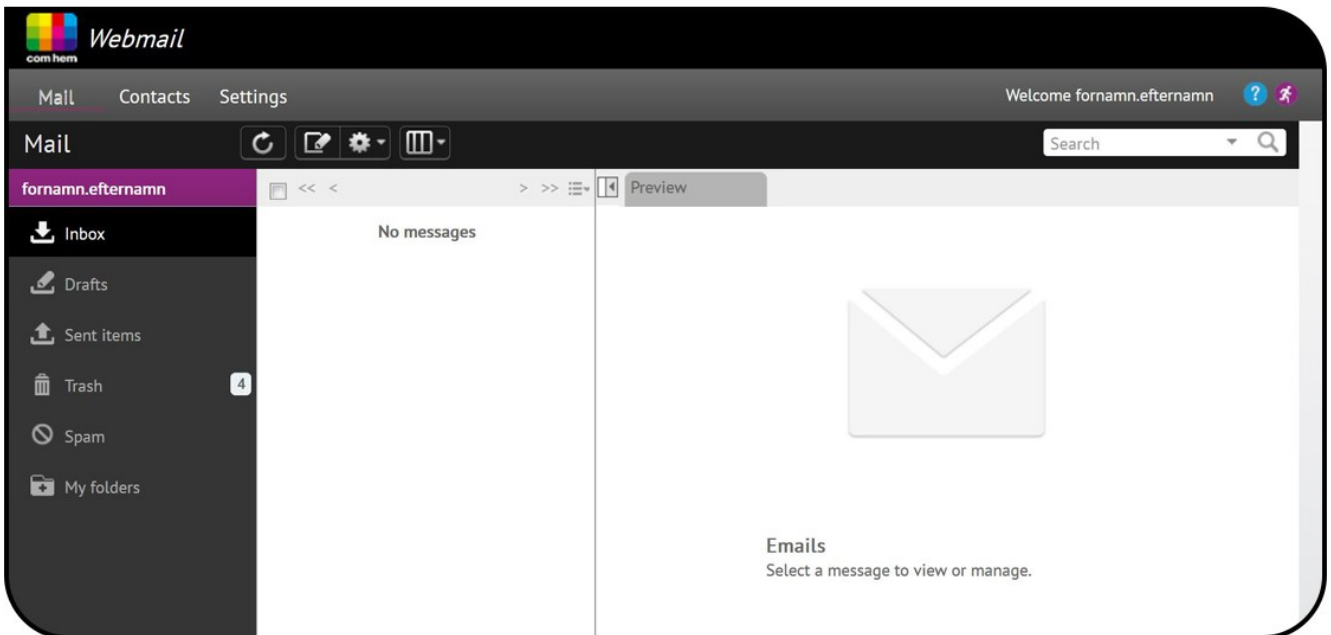 com hem
Webmail
Mail Contacts Settings Welcome fornamn.efternamn ?
Mail Search
fornamn.efternamn << < > >> Preview
Inbox No messages
Drafts
Sent items
Trash 4
Spam
My folders
Emails
Select a message to view or manage.